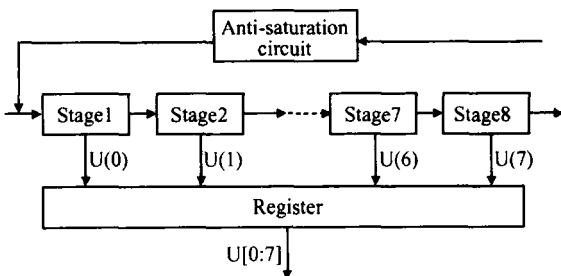 Anti-saturation
circuit
Stage1
Stage2
Stage7
Stage8
U(0)
U(1)
U(6)
U(7)
Register
U[0:7]